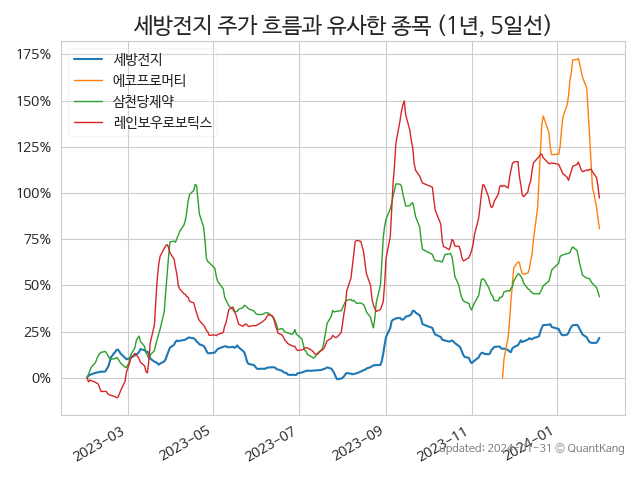 세방전지 주가 흐름과 유사한 종목 (1년, 5일선)
세방전지
에코프로머티
삼천당제약
레인보우로보틱스
175%
150%
125%
100%
75%
50%
25%
0%
2023-03
2023-05
2023-07
2023-09
2023-11
2024-01
updated: 2024-01-31 © QuantKang